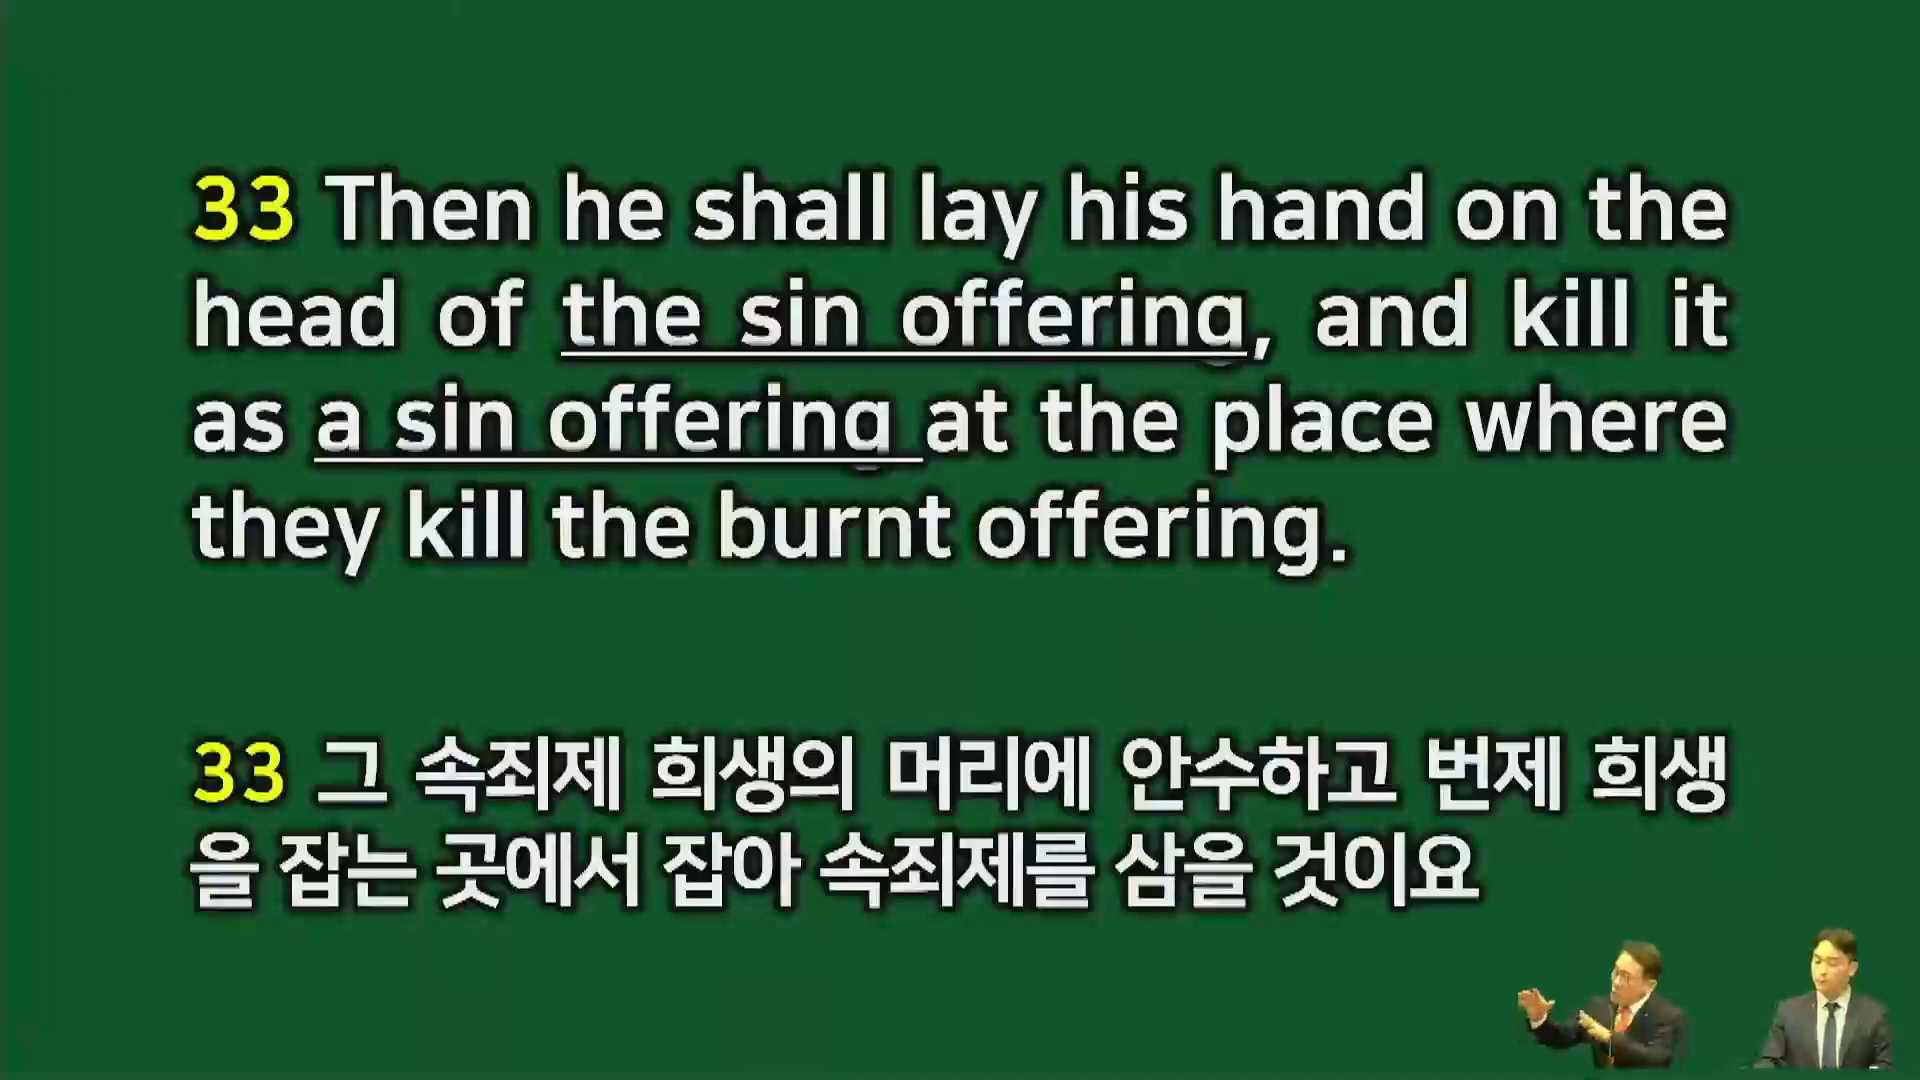 33 Then he shall lay his hand on the
head of the sin offering, and kill it
as a sin offering at the place where
they kill the burnt offering.
33 그 속죄제 희생의 머리에 안수하고 번제 희생
을 잡는 곳에서 잡아 속죄제를 삼을 것이요